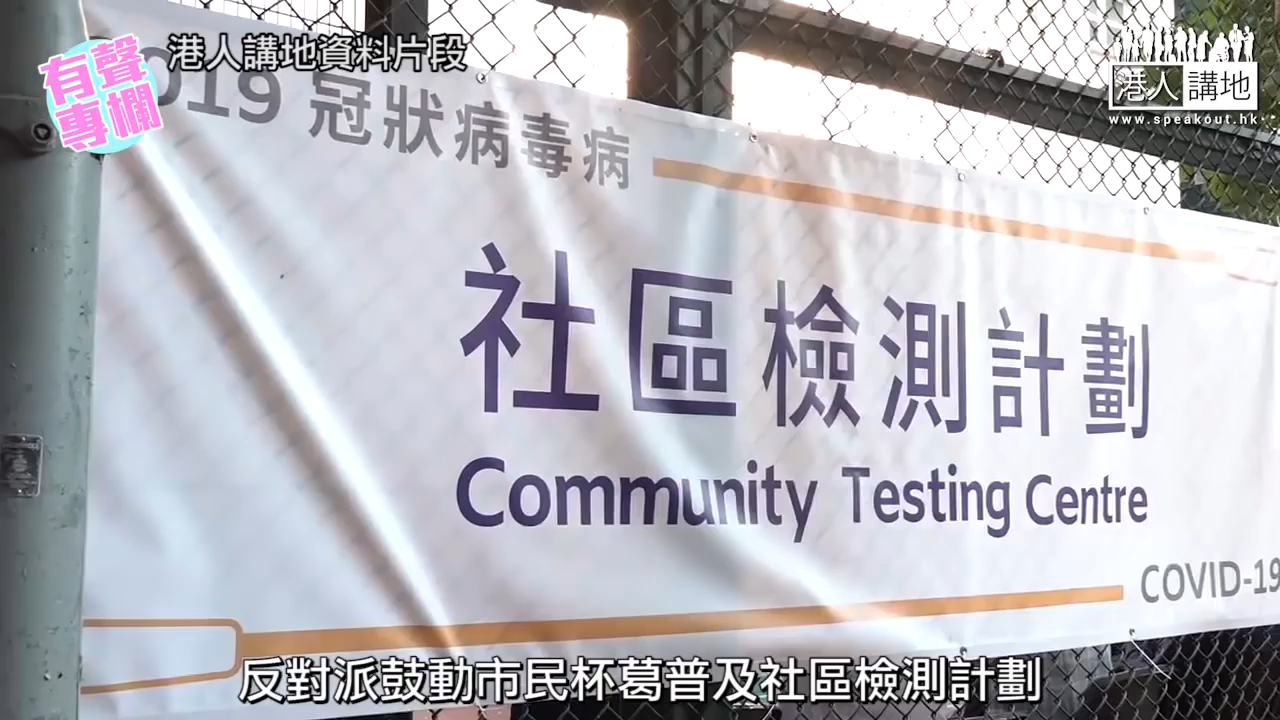 有聲
專欄
港人講地資料片段
港人講地
www.speakout.hk
019 冠狀病毒病
社區檢測計劃
Community Testing Centre
COVID-19
反對派鼓動市民杯葛普及社區檢測計劃